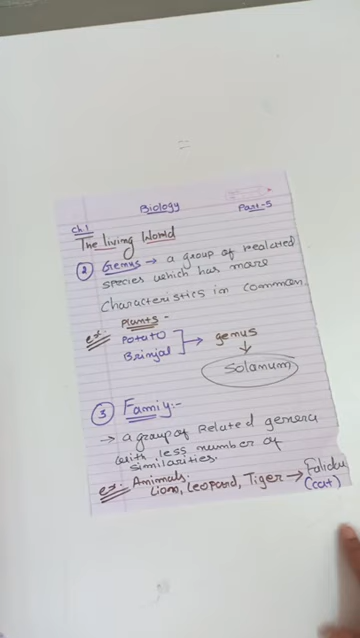 Biology
Part-5
Ch.1
The living World
② Genus → a group of realated
species which has more
characteristics in common
ex: Plants -
Potato
Brinjal → genus
↓
Solanum
③ Family:-
→ a group of Related genera
with less number of
similarities.
ex:- Animals.
Lion, Leopard, Tiger →
(cat)